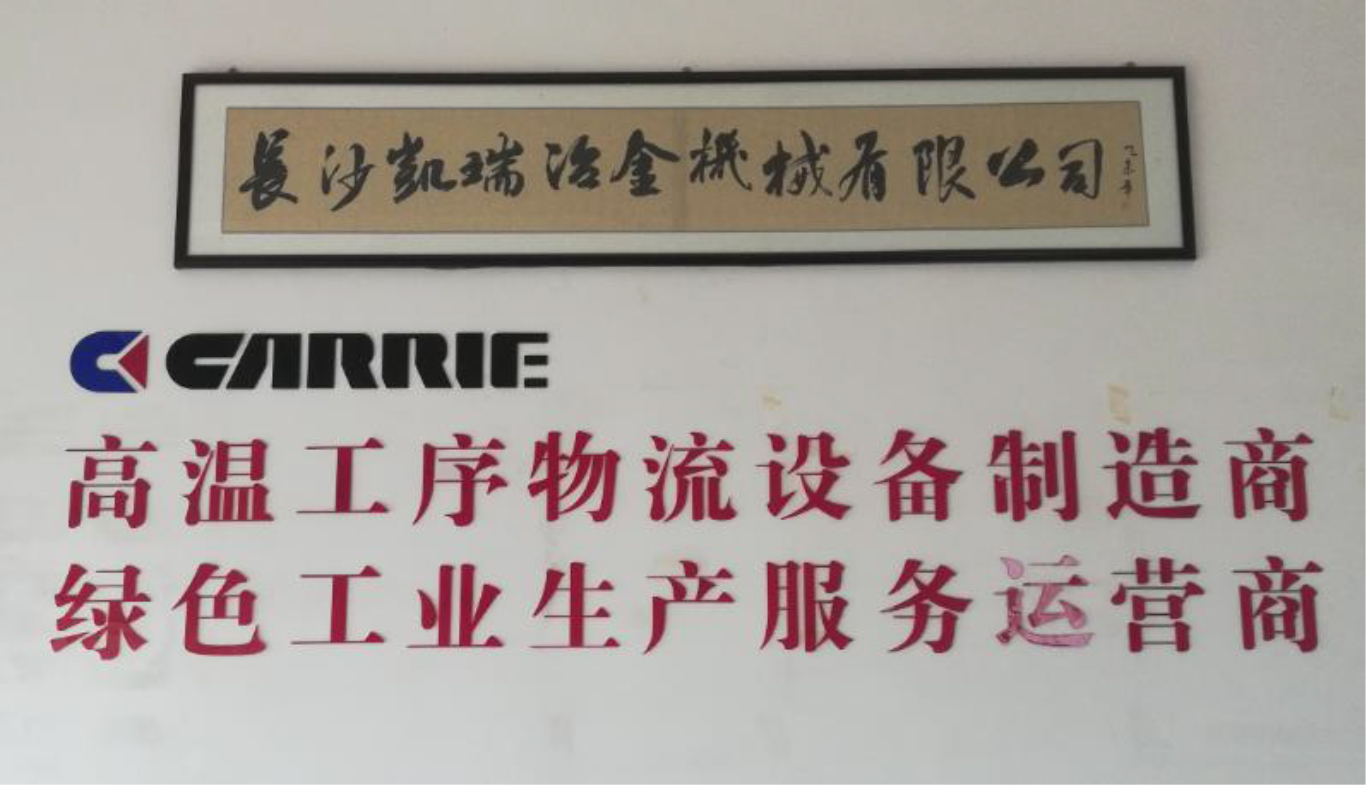 長沙凱瑞冶金機械有限公司
CARRIE
高温工序物流设备制造商
绿色工业生产服务运营商